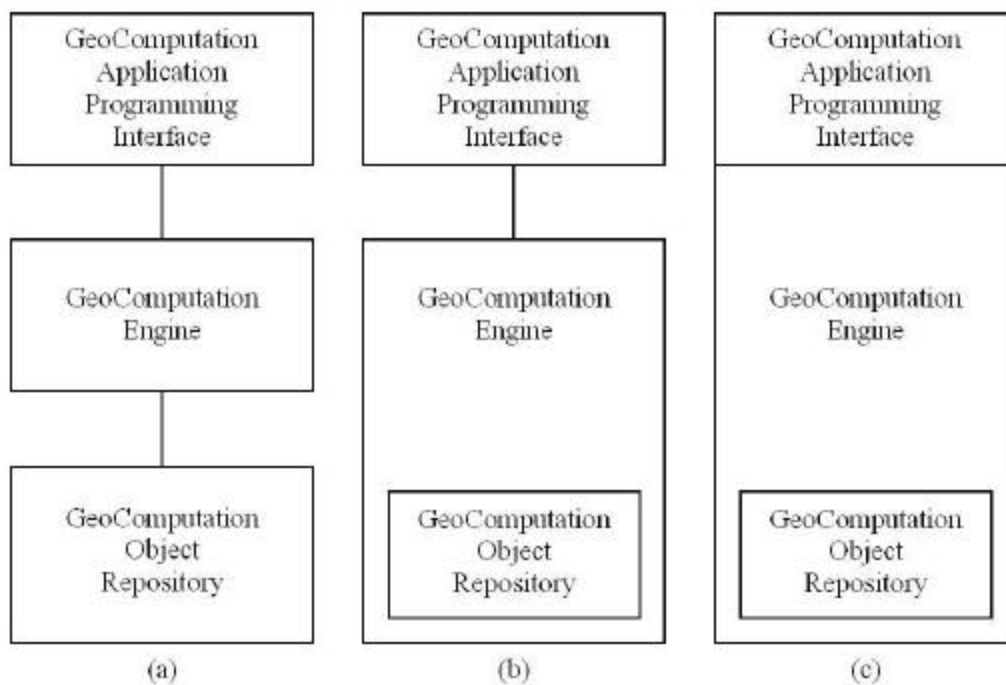 GeoComputation
Application
Programming
Interface
GeoComputation
Engine
GeoComputation
Object
Repository
(a)
GeoComputation
Application
Programming
Interface
GeoComputation
Engine
GeoComputation
Object
Repository
(b)
GeoComputation
Application
Programming
Interface
GeoComputation
Engine
GeoComputation
Object
Repository
(c)